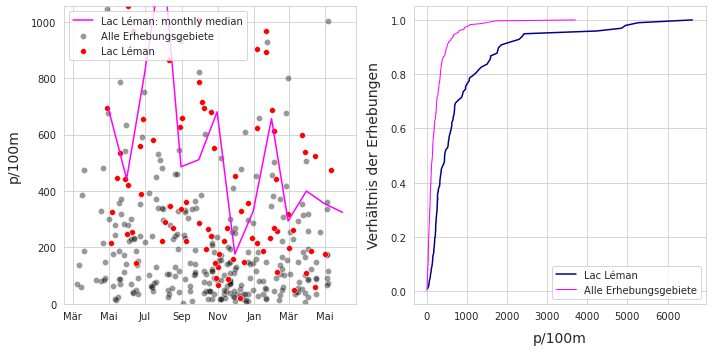 Lac Léman: monthly median
Alle Erhebungsgebiete
Lac Léman
p/100m
1000
800
600
400
200
0
Mär Mai Jul Sep Nov Jan Mär Mai
Verhältnis der Erhebungen
1.0
0.8
0.6
0.4
0.2
0.0
Lac Léman
Alle Erhebungsgebiete
0 1000 2000 3000 4000 5000 6000
p/100m